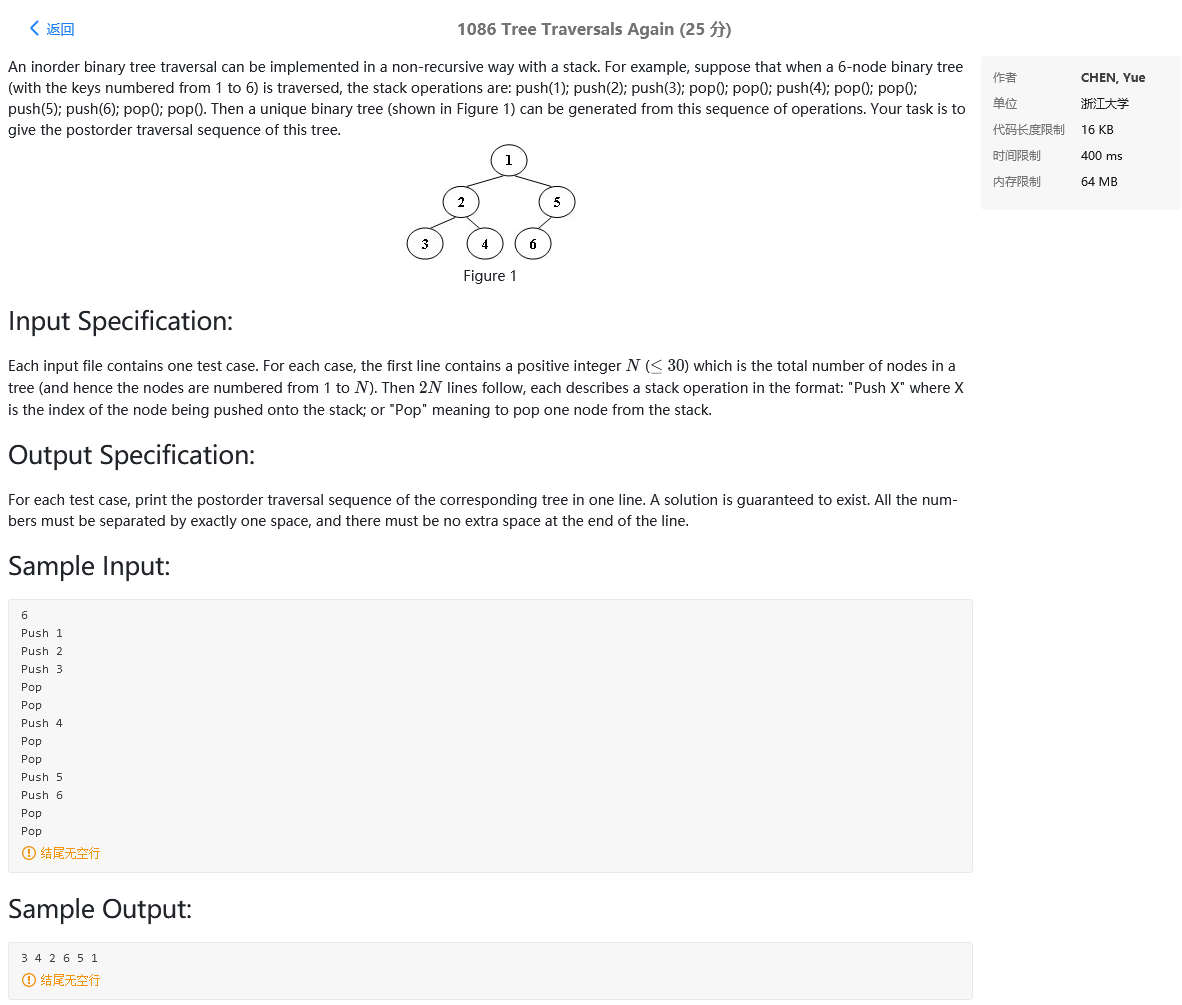 返回
1086 Tree Traversals Again (25 分)
An inorder binary tree traversal can be implemented in a non-recursive way with a stack. For example, suppose that when a 6-node binary tree
(with the keys numbered from 1 to 6) is traversed, the stack operations are: push(1); push(2); push(3); pop(); pop(); push(4); pop(); pop();
push(5); push(6); pop(); pop(). Then a unique binary tree (shown in Figure 1) can be generated from this sequence of operations. Your task is to
give the postorder traversal sequence of this tree.
作者 CHEN, Yue
单位 浙江大学
代码长度限制 16 KB
时间限制 400 ms
内存限制 64 MB
1
2 5
3 4 6
Figure 1
Input Specification:
Each input file contains one test case. For each case, the first line contains a positive integer N (≤ 30) which is the total number of nodes in a
tree (and hence the nodes are numbered from 1 to N). Then 2N lines follow, each describes a stack operation in the format: "Push X" where X
is the index of the node being pushed onto the stack; or "Pop" meaning to pop one node from the stack.
Output Specification:
For each test case, print the postorder traversal sequence of the corresponding tree in one line. A solution is guaranteed to exist. All the num-
bers must be separated by exactly one space, and there must be no extra space at the end of the line.
Sample Input:
6
Push 1
Push 2
Push 3
Pop
Pop
Push 4
Pop
Pop
Push 5
Push 6
Pop
Pop
结尾无空行
Sample Output:
3 4 2 6 5 1
结尾无空行